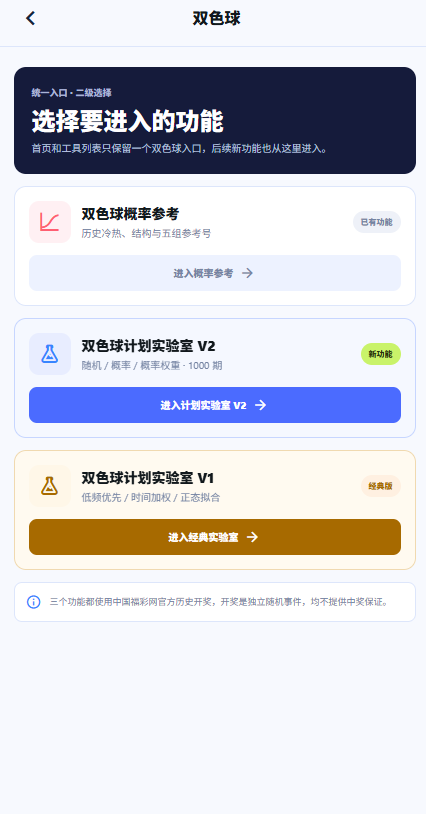 双色球
统一入口 · 二级选择
选择要进入的功能
首页和工具列表只保留一个双色球入口，后续新功能也从这里进入。
双色球概率参考
历史冷热、结构与五组参考号
已有功能
进入概率参考 →
双色球计划实验室 V2
随机 / 概率 / 概率权重 · 1000 期
新功能
进入计划实验室 V2 →
双色球计划实验室 V1
低频优先 / 时间加权 / 正态拟合
经典版
进入经典实验室 →
三个功能都使用中国福彩网官方历史开奖，开奖是独立随机事件，均不提供中奖保证。